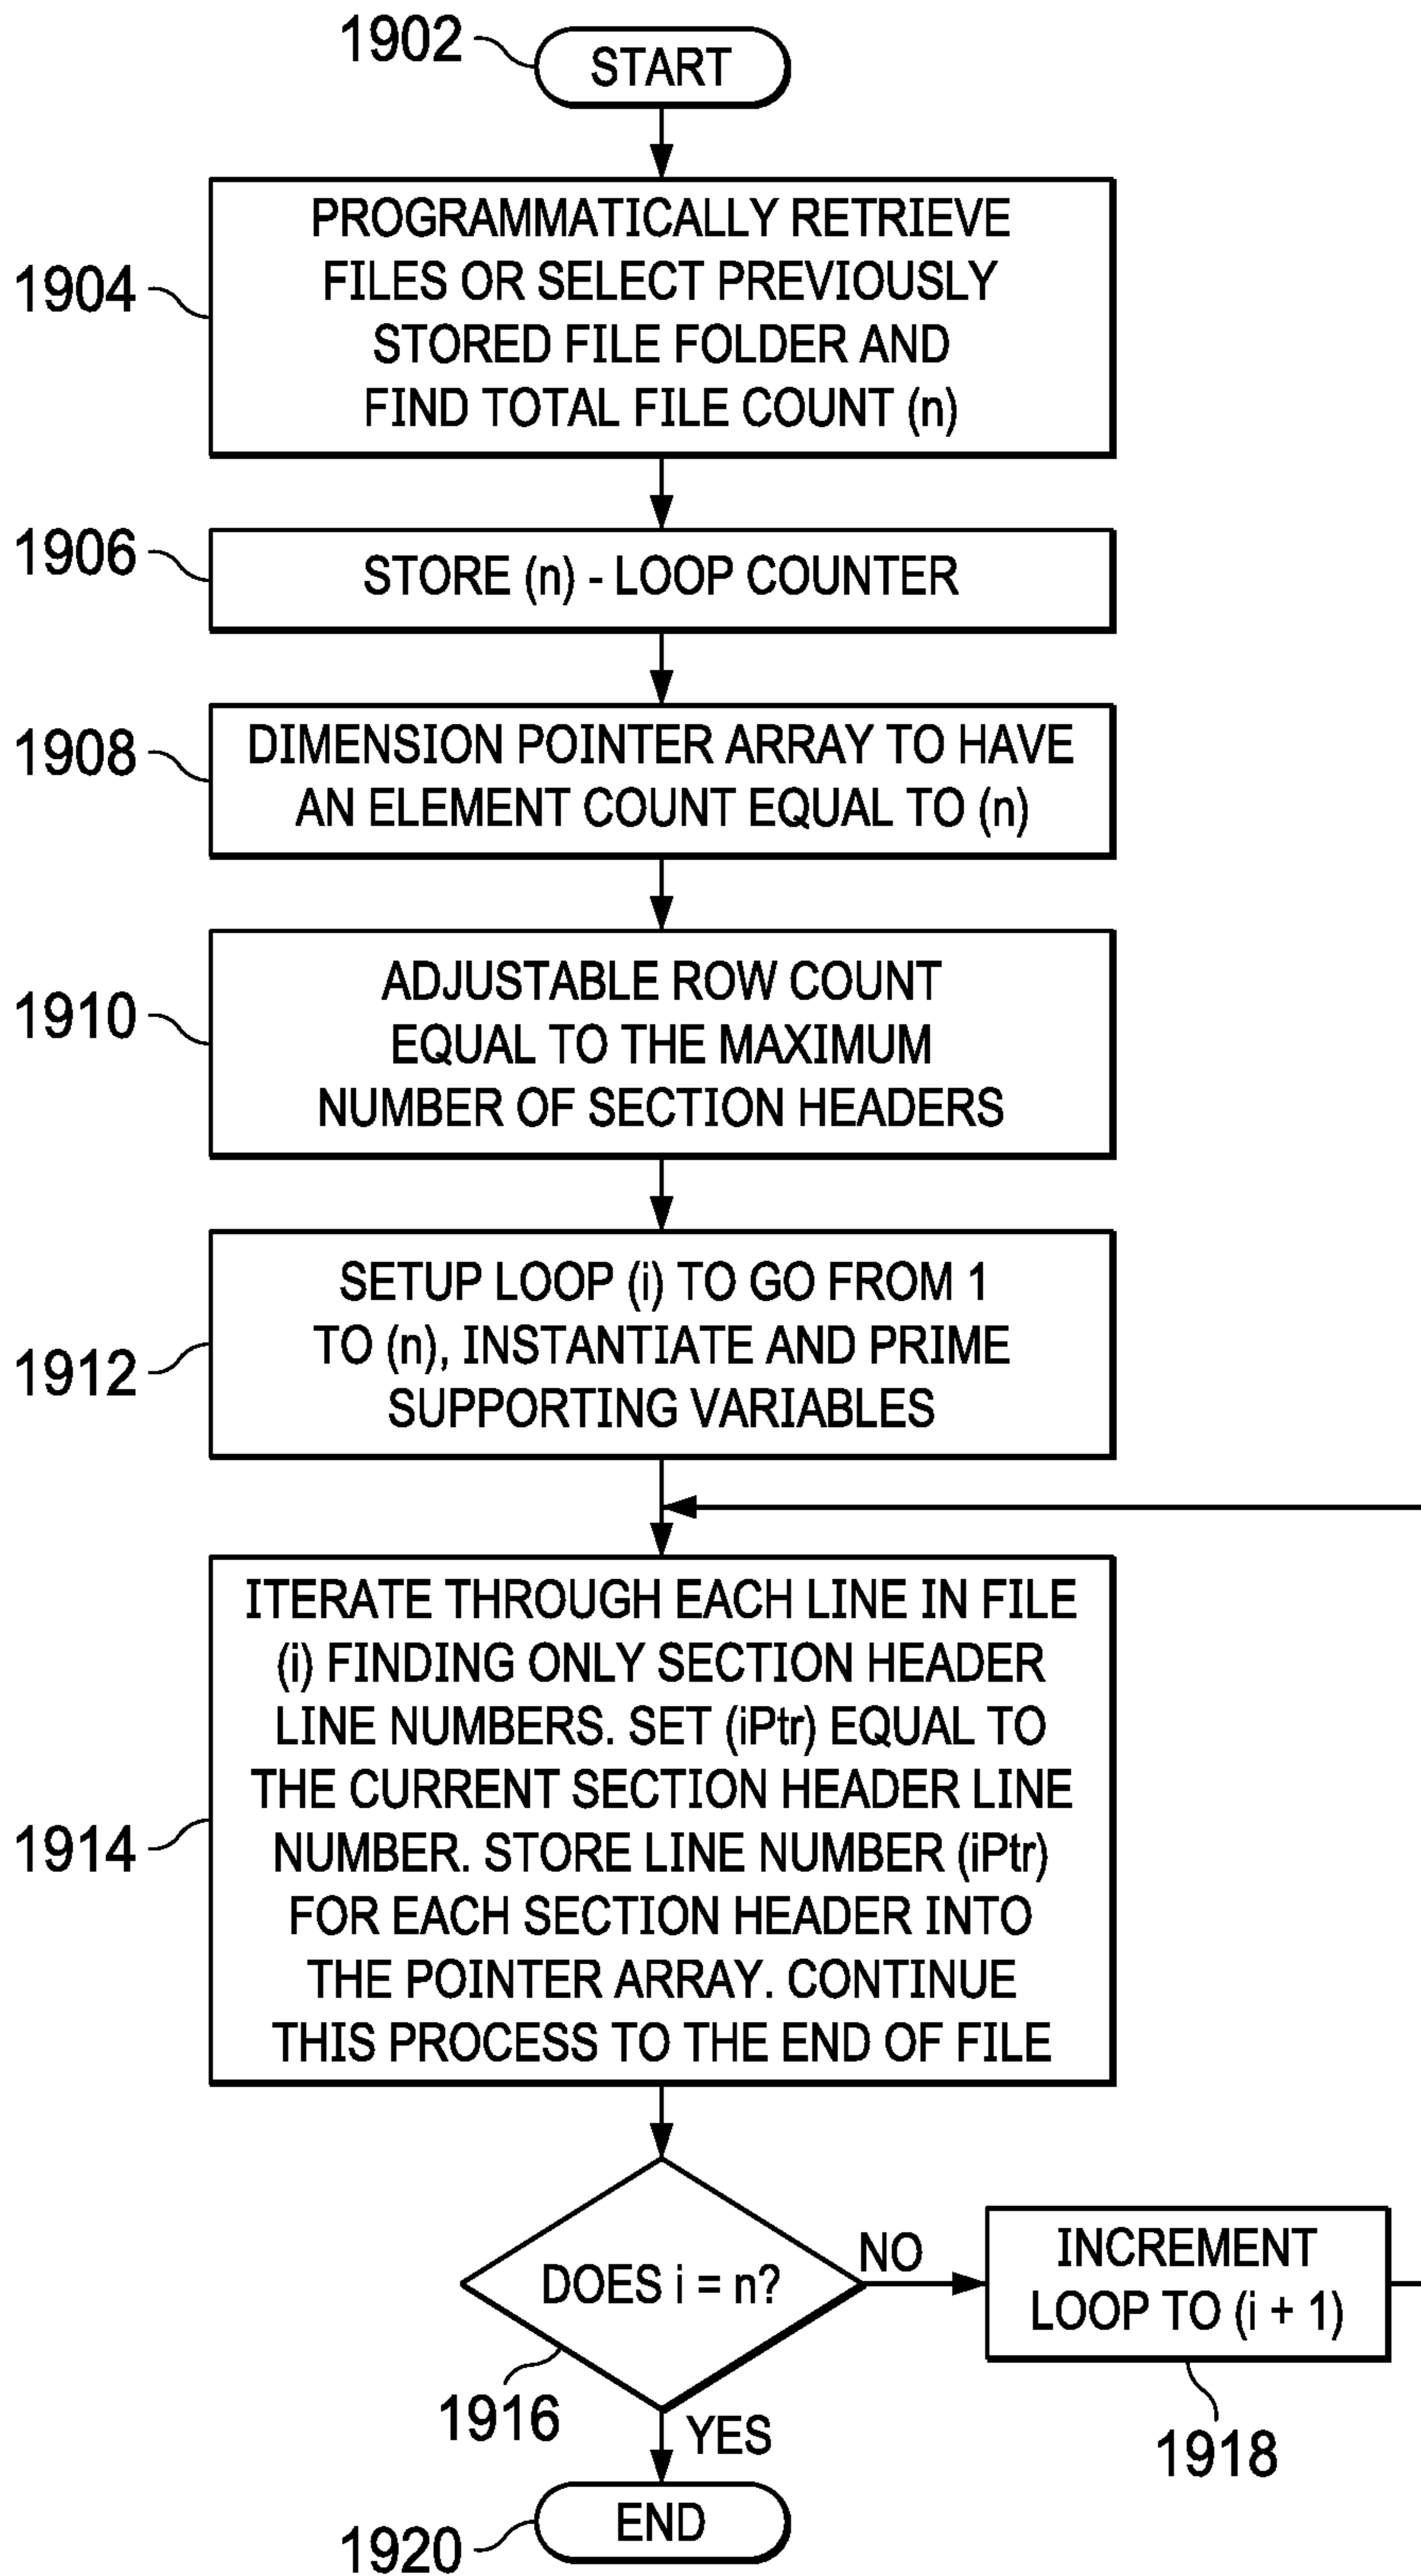 1902
START
1904
PROGRAMMATICALLY RETRIEVE
FILES OR SELECT PREVIOUSLY
STORED FILE FOLDER AND
FIND TOTAL FILE COUNT (n)
1906
STORE (n) - LOOP COUNTER
1908
DIMENSION POINTER ARRAY TO HAVE
AN ELEMENT COUNT EQUAL TO (n)
1910
ADJUSTABLE ROW COUNT
EQUAL TO THE MAXIMUM
NUMBER OF SECTION HEADERS
1912
SETUP LOOP (i) TO GO FROM 1
TO (n), INSTANTIATE AND PRIME
SUPPORTING VARIABLES
1914
ITERATE THROUGH EACH LINE IN FILE
(i) FINDING ONLY SECTION HEADER
LINE NUMBERS. SET (iPtr) EQUAL TO
THE CURRENT SECTION HEADER LINE
NUMBER. STORE LINE NUMBER (iPtr)
FOR EACH SECTION HEADER INTO
THE POINTER ARRAY. CONTINUE
THIS PROCESS TO THE END OF FILE
DOES i = n?
NO
INCREMENT
LOOP TO (i + 1)
1916
YES
1918
END
1920